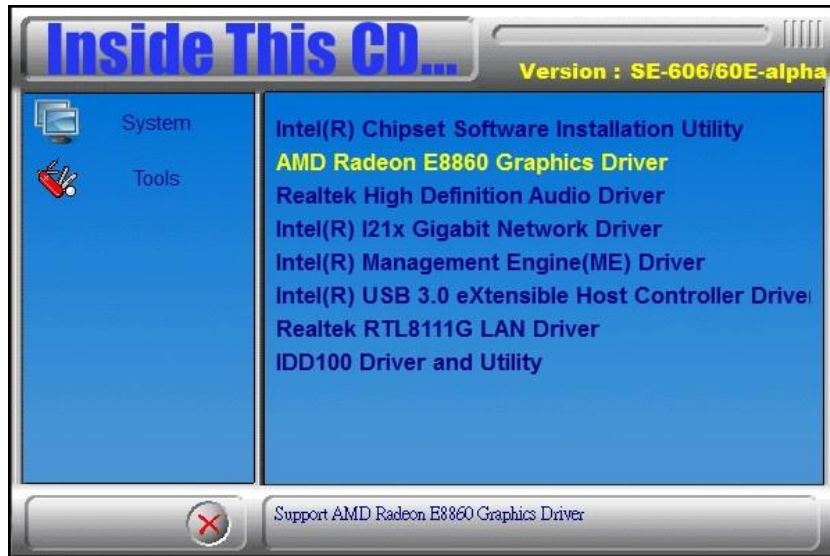 Inside This CD...
Version : SE-606/60E-alpha
System
Tools
Intel(R) Chipset Software Installation Utility
AMD Radeon E8860 Graphics Driver
Realtek High Definition Audio Driver
Intel(R) I21x Gigabit Network Driver
Intel(R) Management Engine(ME) Driver
Intel(R) USB 3.0 eXtensible Host Controller Driver
Realtek RTL8111G LAN Driver
IDD100 Driver and Utility
Support AMD Radeon E8860 Graphics Driver